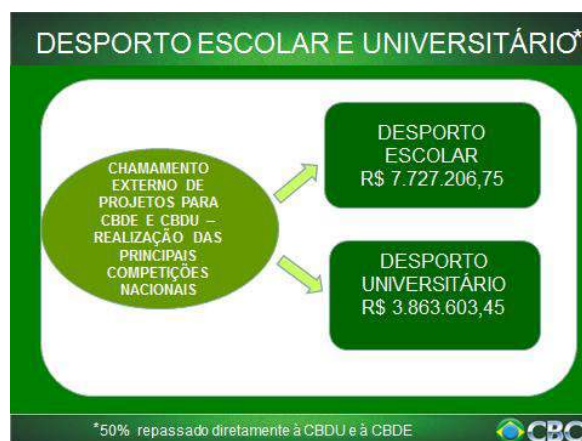 DESPORTO ESCOLAR E UNIVERSITÁRIO*
CHAMAMENTO
EXTERNO DE
PROJETOS PARA
CBDE E CBDU –
REALIZAÇÃO DAS
PRINCIPAIS
COMPETIÇÕES
NACIONAIS
DESPORTO
ESCOLAR
R$ 7.727.206,75
DESPORTO
UNIVERSITÁRIO
R$ 3.863.603,45
*50% repassado diretamente à CBDU e à CBDE
CBC